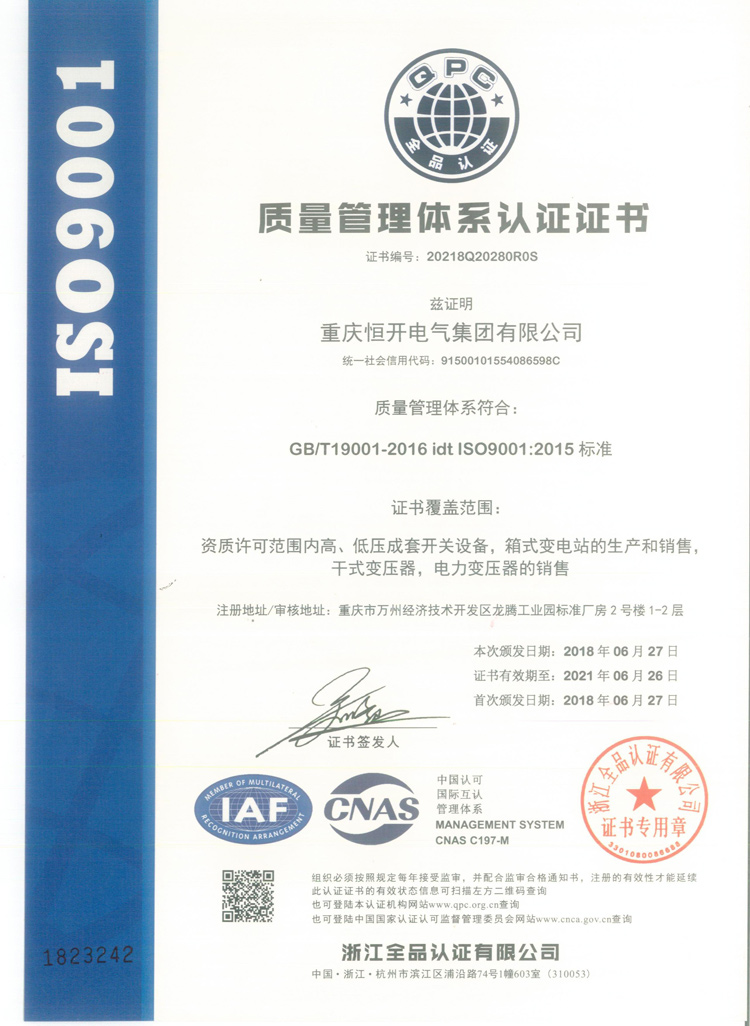 ISO9001
QPC
全品认证
质量管理体系认证证书
证书编号：20218Q20280R0S
兹证明
重庆恒开电气集团有限公司
统一社会信用代码：91500101554086598C
质量管理体系符合：
GB/T19001-2016 idt ISO9001:2015 标准
证书覆盖范围：
资质许可范围内高、低压成套开关设备，箱式变电站的生产和销售，
干式变压器，电力变压器的销售
注册地址/审核地址：重庆市万州经济技术开发区龙腾工业园标准厂房 2 号楼 1-2 层
本次颁发日期：2018 年 06 月 27 日
证书有效期至：2021 年 06 月 26 日
首次颁发日期：2018 年 06 月 27 日
证书签发人
MEMBER OF MULTILATERAL
IAF
RECOGNITION ARRANGEMENT
CNAS
中国认可
国际互认
管理体系
MANAGEMENT SYSTEM
CNAS C197-M
浙江全品认证有限公司
证书专用章
组织必须按照规定每年接受监审，并配合监审合格通知书，注册的有效性才能延续
此认证证书的有效状态信息可扫描左方二维码查询
也可登陆本认证机构网站www.qpc.org.cn查询
也可登陆中国国家认证认可监督管理委员会网站www.cnca.gov.cn查询
1823242
浙江全品认证有限公司
中国·浙江·杭州市滨江区浦沿路74号1幢603室（310053）